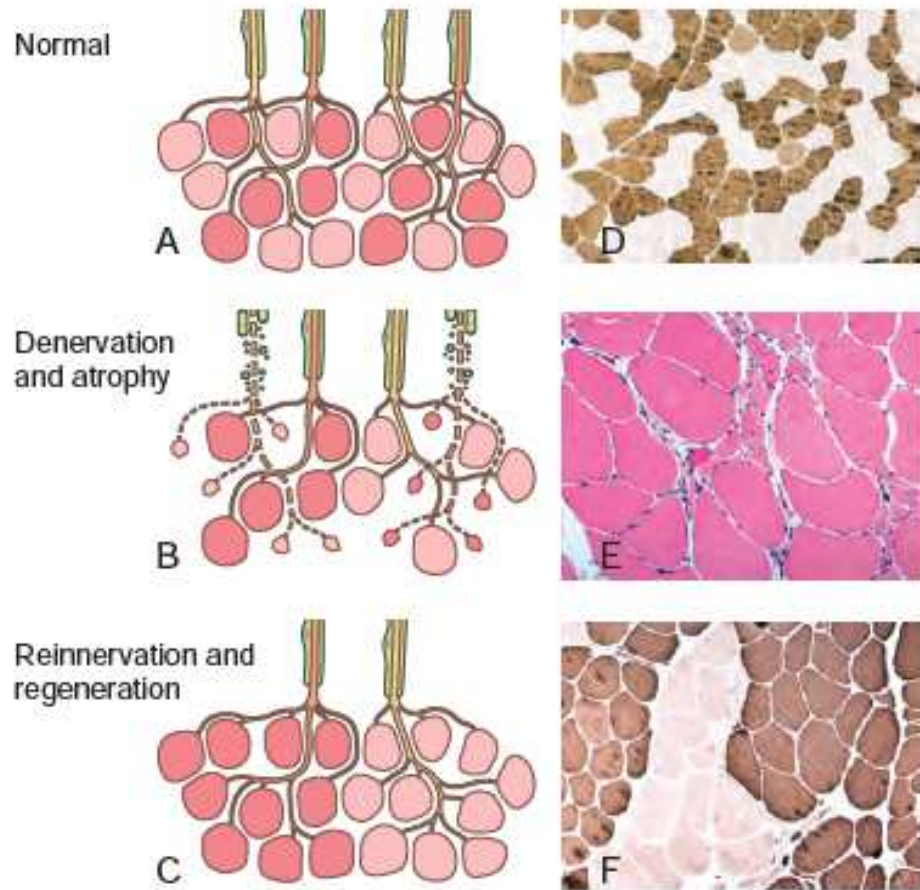 Normal
A
D
Denervation
and atrophy
B
E
Reinnervation and
regeneration
C
F